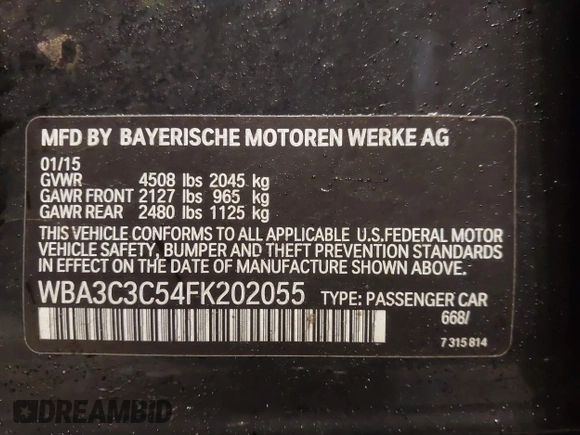 MFD BY BAYERISCHE MOTOREN WERKE AG
01/15
GVWR 4508 lbs 2045 kg
GAWR FRONT 2127 lbs 965 kg
GAWR REAR 2480 lbs 1125 kg
THIS VEHICLE CONFORMS TO ALL APPLICABLE U.S.FEDERAL MOTOR
VEHICLE SAFETY, BUMPER AND THEFT PREVENTION STANDARDS
IN EFFECT ON THE DATE OF MANUFACTURE SHOWN ABOVE.
WBA3C3C54FK202055 TYPE: PASSENGER CAR
668/
7 315 814
DREAMBID